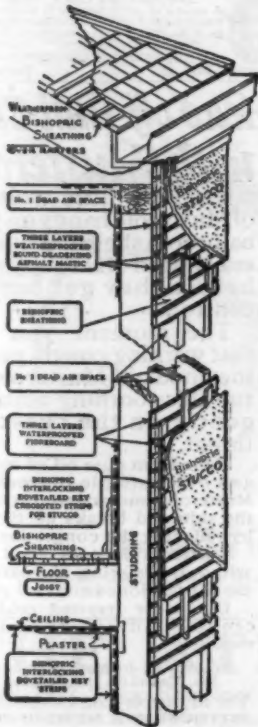 WEATHERPROOF
BISHOPRIC
SHEATHING
OVER RAFTERS
Bishopric
STUCCO
No. 1 DEAD AIR SPACE
THREE LAYERS
WEATHERPROOFED
SOUND-DEADENING
ASPHALT MASTIC
BISHOPRIC
SHEATHING
No. 2 DEAD AIR SPACE
THREE LAYERS
WATERPROOFED
FIBREBOARD
Bishopric
STUCCO
BISHOPRIC
INTERLOCKING
DOVETAILED KEY
CREOSOTED STRIPS
FOR STUCCO
BISHOPRIC
SHEATHING
FLOOR
JOIST
STUDDING
CEILING
PLASTER
BISHOPRIC
INTERLOCKING
DOVETAILED KEY
STRIPS